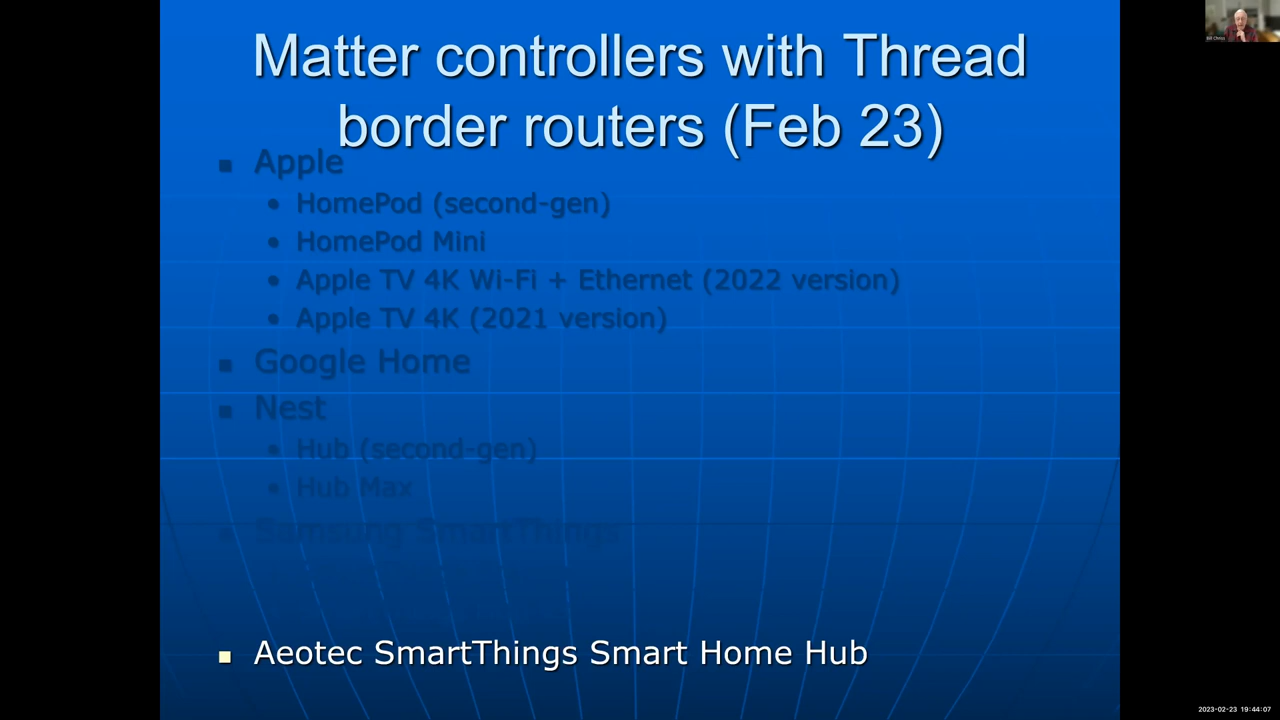 Matter controllers with Thread
border routers (Feb 23)
Apple
HomePod (second-gen)
HomePod Mini
Apple TV 4K Wi-Fi + Ethernet (2022 version)
Apple TV 4K (2021 version)
Google Home
Nest
Hub (second-gen)
Hub Max
Samsung SmartThings
Aeotec SmartThings Smart Home Hub
2023-02-23 19:44:07